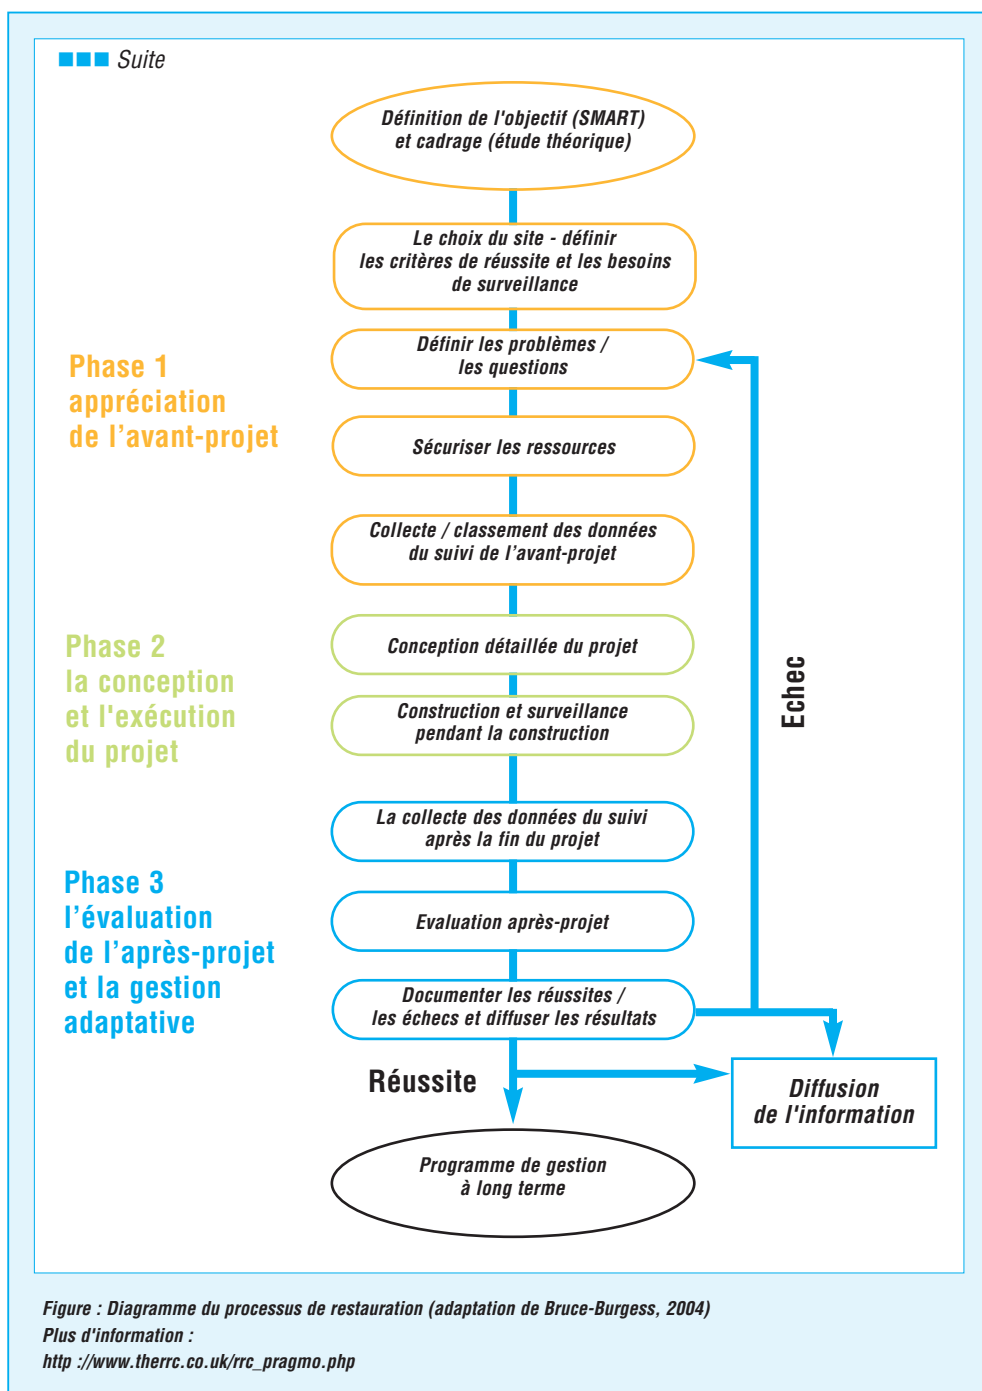 Suite
Définition de l'objectif (SMART)
et cadrage (étude théorique)
Le choix du site - définir
les critères de réussite et les besoins
de surveillance
Définir les problèmes /
les questions
Phase 1
appréciation
de l’avant-projet
Sécuriser les ressources
Collecte / classement des données
du suivi de l’avant-projet
Phase 2
la conception
et l'exécution
du projet
Conception détaillée du projet
Construction et surveillance
pendant la construction
Echec
La collecte des données du suivi
après la fin du projet
Phase 3
l’évaluation
de l’après-projet
et la gestion
adaptative
Evaluation après-projet
Documenter les réussites /
les échecs et diffuser les résultats
Réussite
Diffusion
de l'information
Programme de gestion
à long terme
Figure : Diagramme du processus de restauration (adaptation de Bruce-Burgess, 2004)
Plus d'information :
http ://www.therrc.co.uk/rrc_pragmo.php